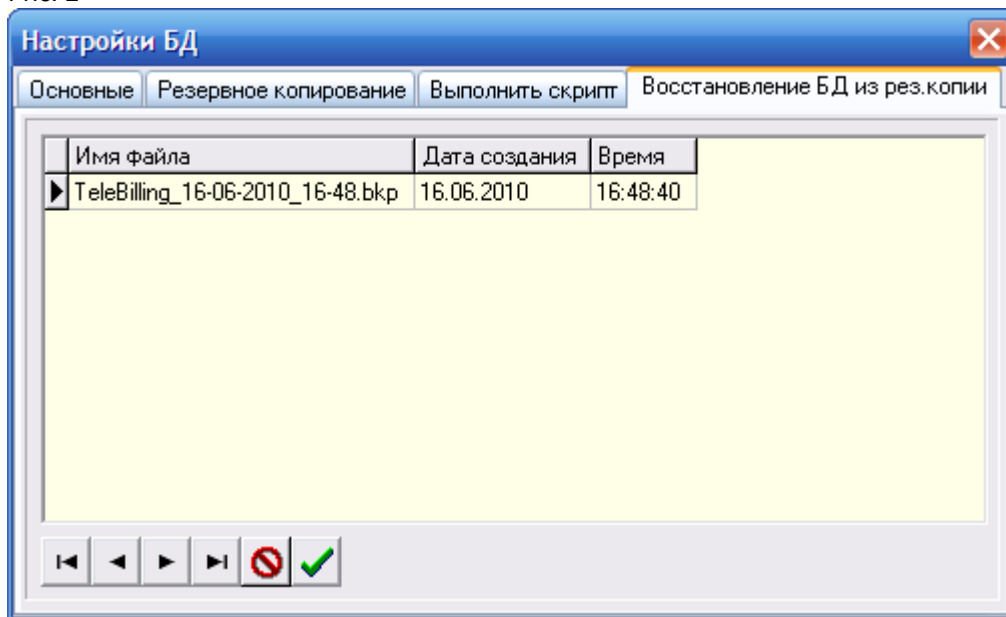 Настройки БД
Основные Резервное копирование Выполнить скрипт Восстановление БД из рез.копии
Имя файла Дата создания Время
TeleBilling_16-06-2010_16-48.bkp 16.06.2010 16:48:40